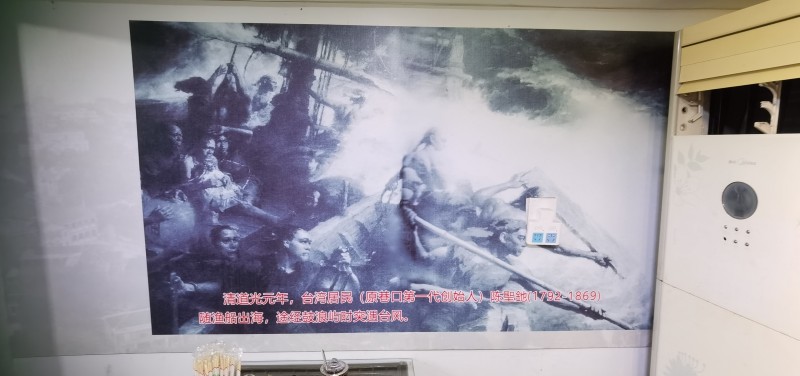 清道光元年，台湾居民（原巷口第一代创始人）陈聖訑(1792-1869)
随渔船出海，途经鼓浪屿时突遇台风。